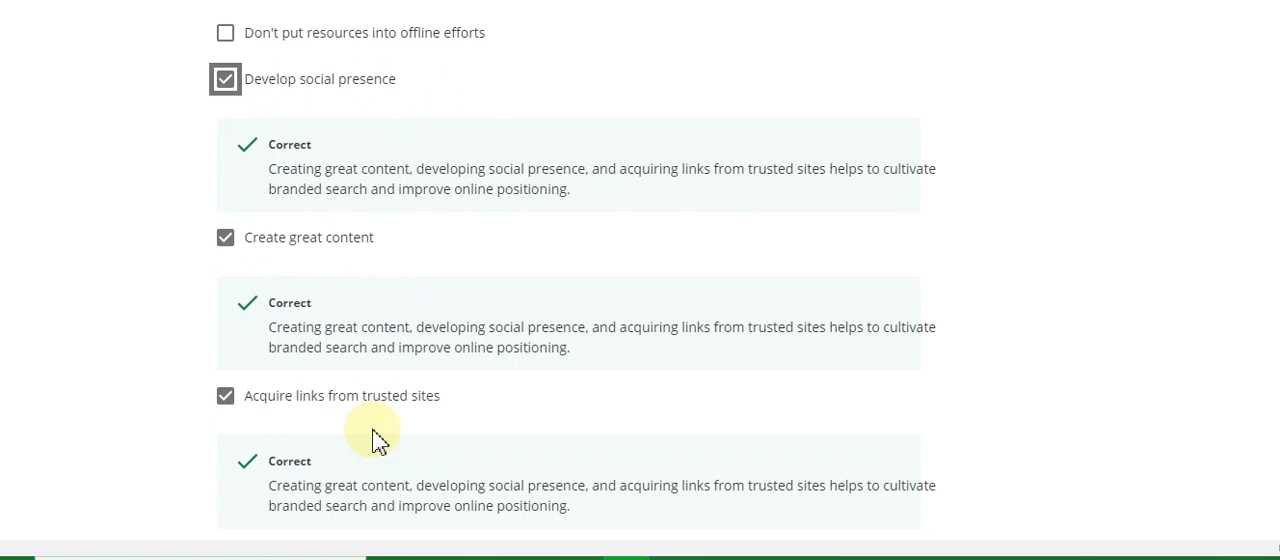 Don't put resources into offline efforts
Develop social presence
Correct
Creating great content, developing social presence, and acquiring links from trusted sites helps to cultivate
branded search and improve online positioning.
Create great content
Correct
Creating great content, developing social presence, and acquiring links from trusted sites helps to cultivate
branded search and improve online positioning.
Acquire links from trusted sites
Correct
Creating great content, developing social presence, and acquiring links from trusted sites helps to cultivate
branded search and improve online positioning.